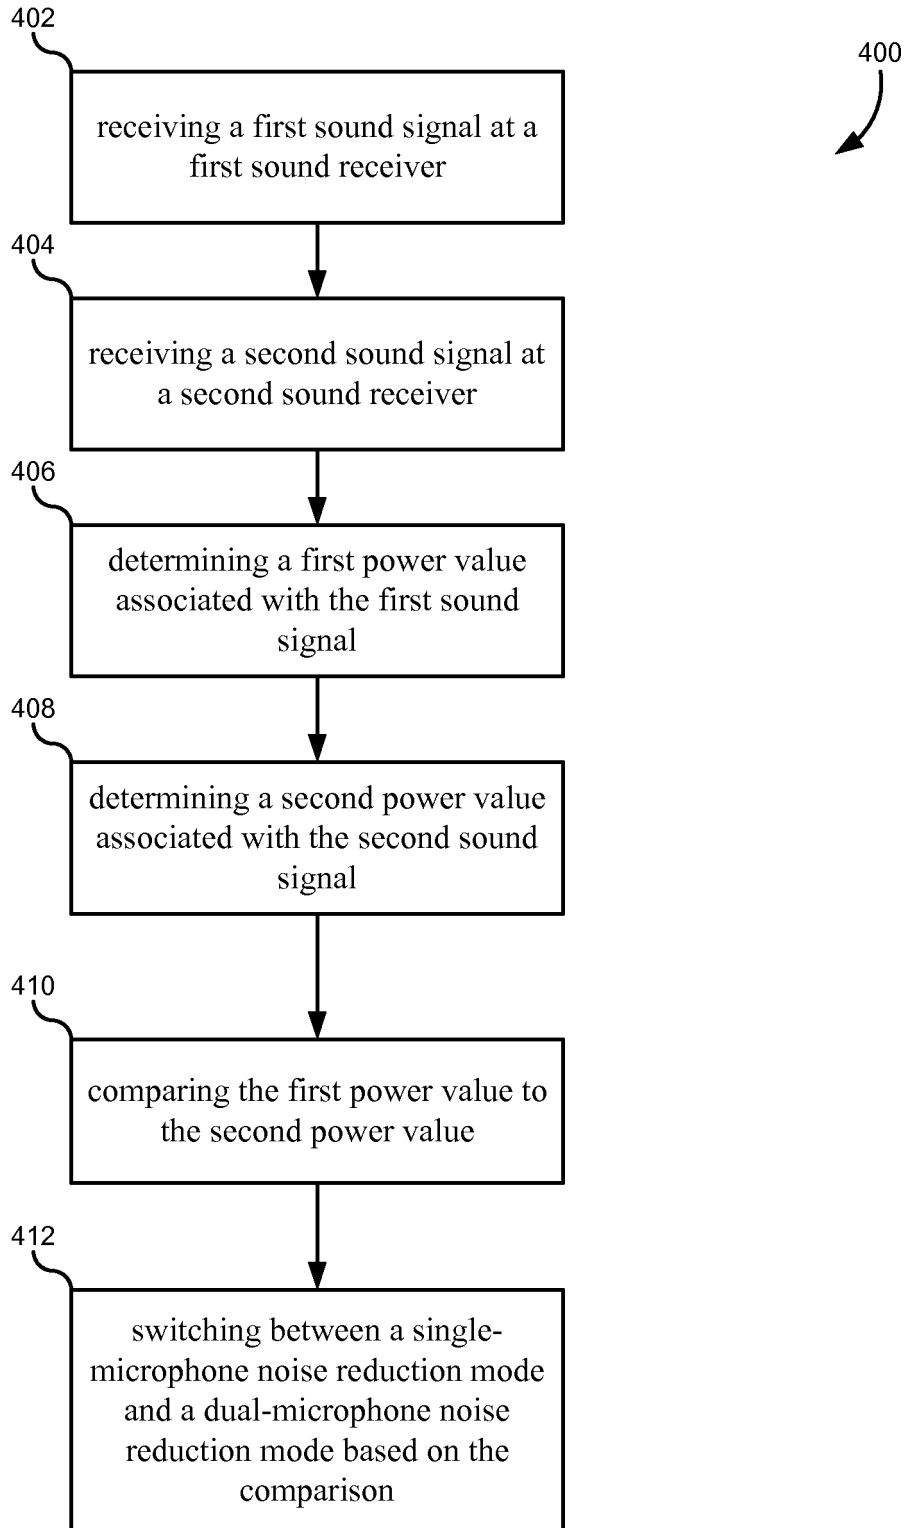 402
400
receiving a first sound signal at a
first sound receiver
404
receiving a second sound signal at
a second sound receiver
406
determining a first power value
associated with the first sound
signal
408
determining a second power value
associated with the second sound
signal
410
comparing the first power value to
the second power value
412
switching between a single-
microphone noise reduction mode
and a dual-microphone noise
reduction mode based on the
comparison